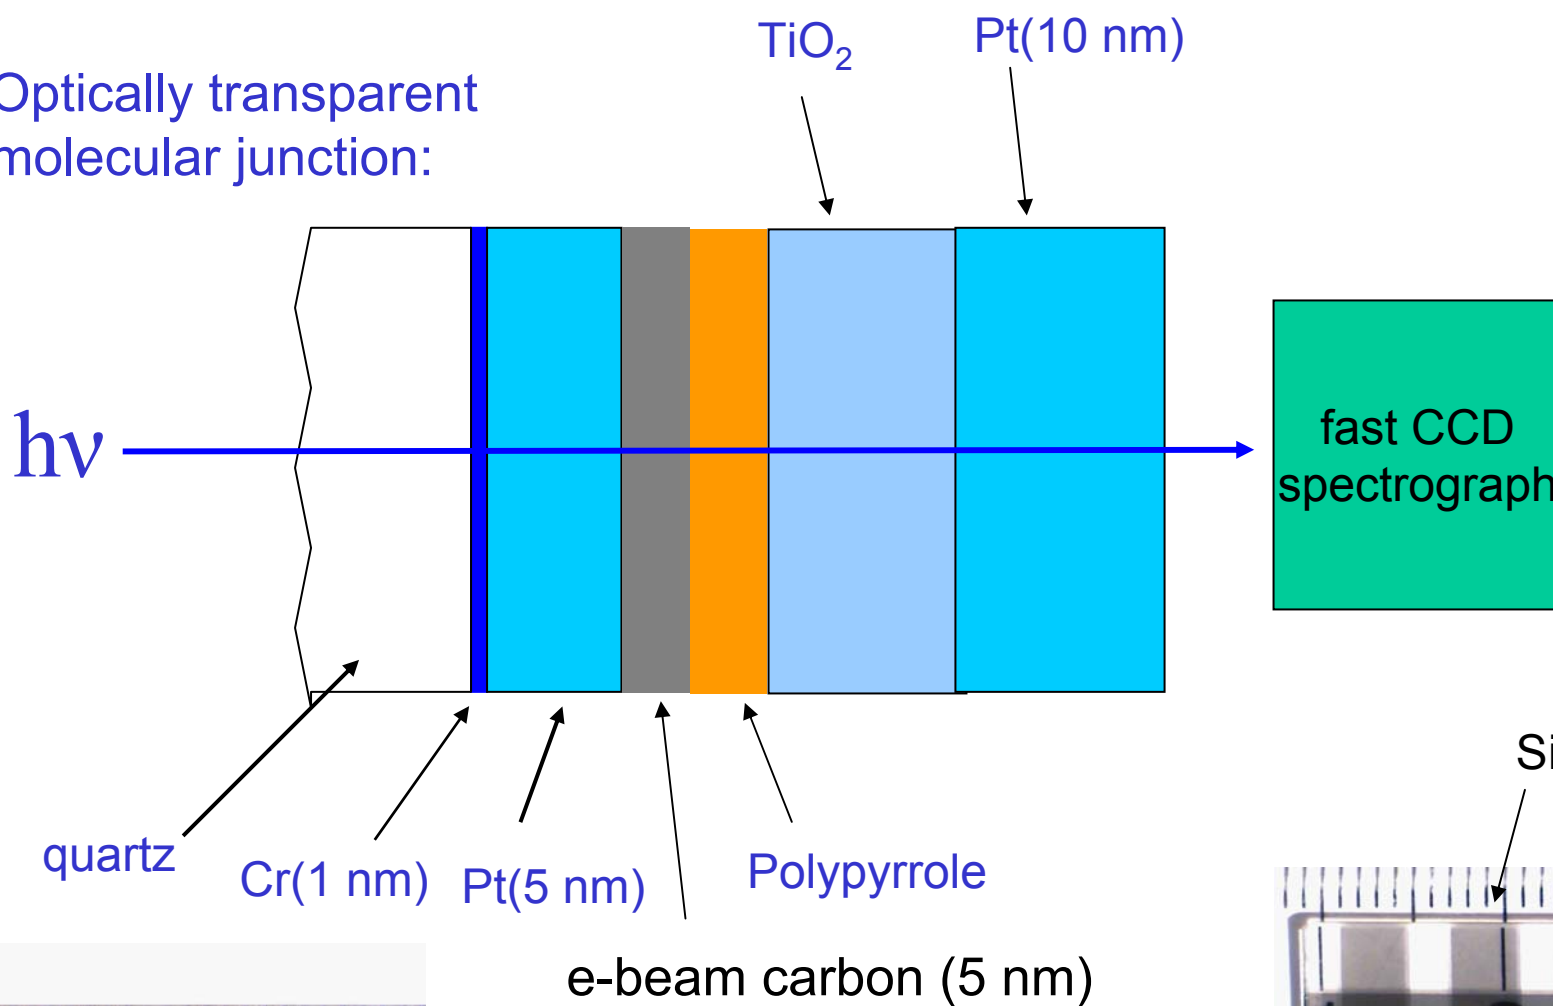 TiO₂
Pt(10 nm)
Optically transparent
molecular junction:
hν
fast CCD
spectrograph
Si
quartz
Cr(1 nm)
Pt(5 nm)
Polypyrrole
e-beam carbon (5 nm)